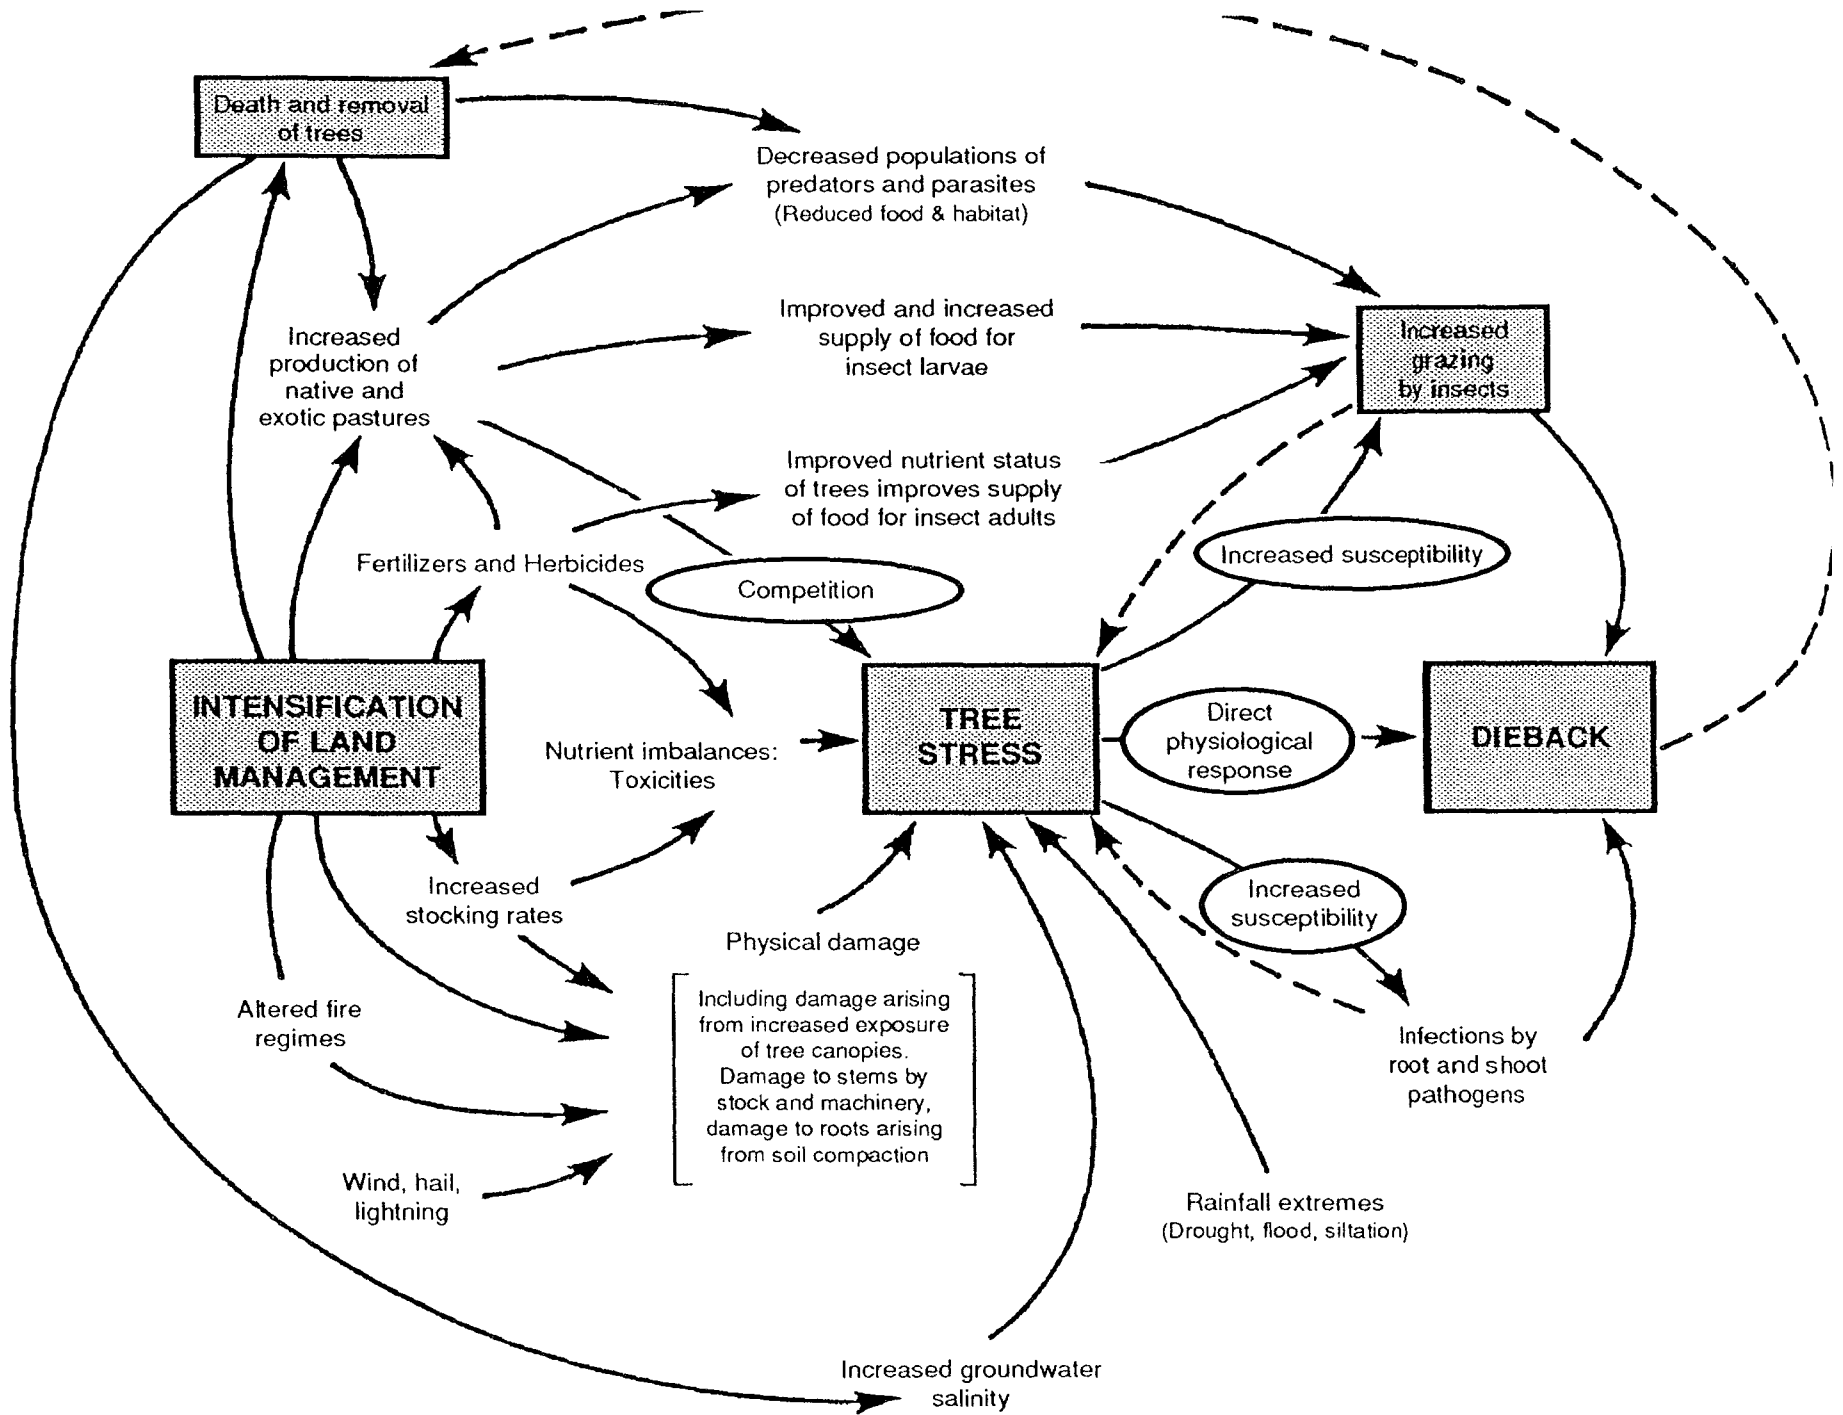 Death and removal
of trees
Decreased populations of
predators and parasites
(Reduced food & habitat)
Increased
production of
native and
exotic pastures
Improved and increased
supply of food for
insect larvae
Increased
grazing
by insects
Improved nutrient status
of trees improves supply
of food for insect adults
Fertilizers and Herbicides
Competition
Increased susceptibility
INTENSIFICATION
OF LAND
MANAGEMENT
Nutrient imbalances:
Toxicities
TREE
STRESS
Direct
physiological
response
DIEBACK
Increased
stocking rates
Increased
susceptibility
Physical damage
Including damage arising
from increased exposure
of tree canopies.
Damage to stems by
stock and machinery,
damage to roots arising
from soil compaction
Altered fire
regimes
Infections by
root and shoot
pathogens
Wind, hail,
lightning
Rainfall extremes
(Drought, flood, siltation)
Increased groundwater
salinity